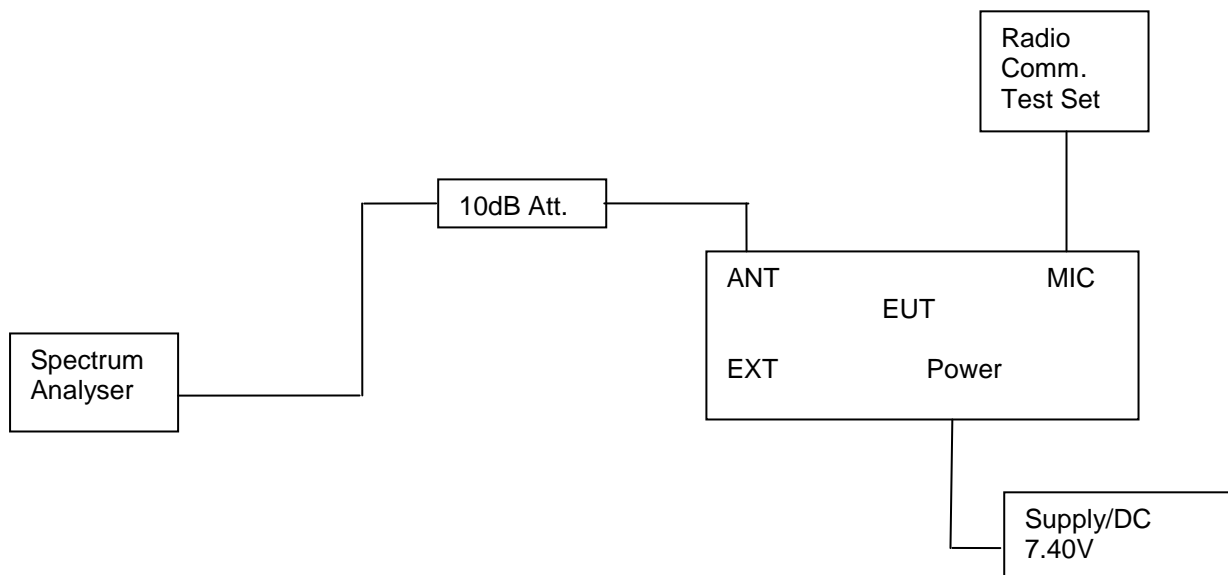 Radio
Comm.
Test Set
10dB Att.
ANT
MIC
EUT
Spectrum
Analyser
EXT
Power
Supply/DC
7.40V